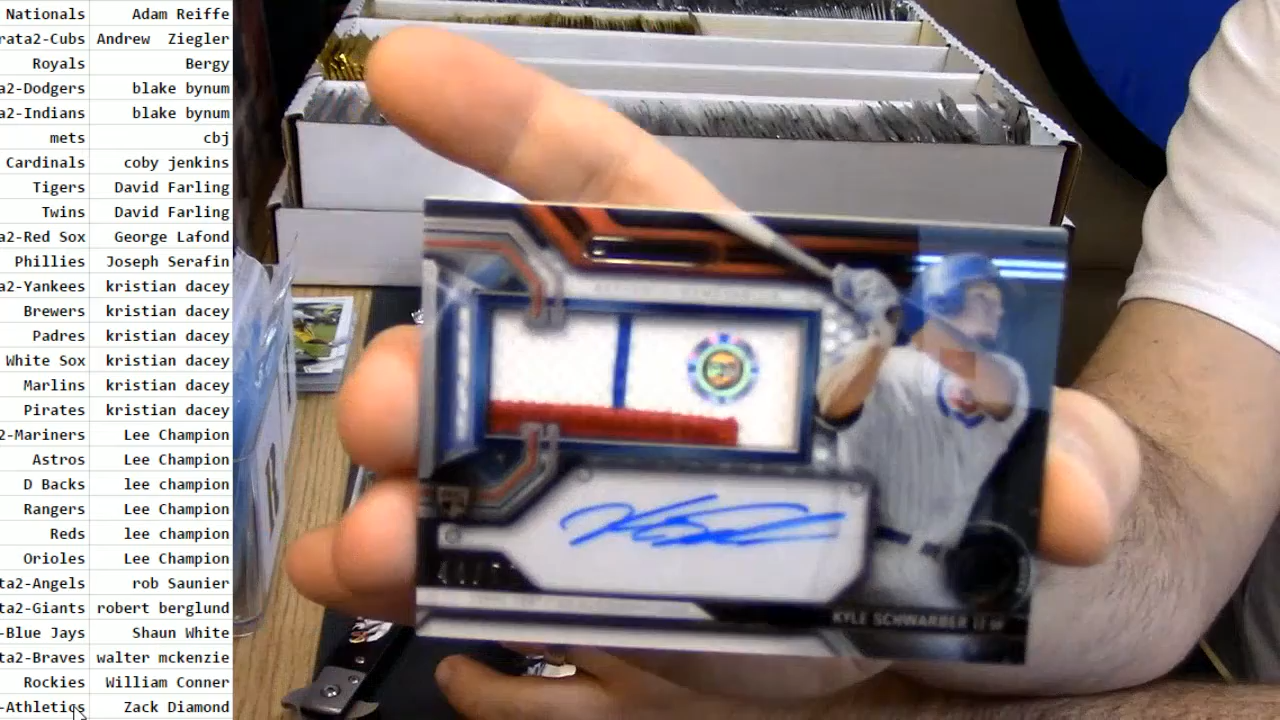 Nationals Adam Reiffe
rata2-Cubs Andrew Ziegler
Royals Bergy
a2-Dodgers blake bynum
a2-Indians blake bynum
mets cbj
Cardinals coby jenkins
Tigers David Farling
Twins David Farling
a2-Red Sox George Lafond
Phillies Joseph Serafin
a2-Yankees kristian dacey
Brewers kristian dacey
Padres kristian dacey
White Sox kristian dacey
Marlins kristian dacey
Pirates kristian dacey
2-Mariners Lee Champion
Astros Lee Champion
D Backs lee champion
Rangers Lee Champion
Reds lee champion
Orioles Lee Champion
ta2-Angels rob Saunier
ta2-Giants robert berglund
-Blue Jays Shaun White
ta2-Braves walter mckenzie
Rockies William Conner
-Athletics Zack Diamond
KYLE SCHWARBER